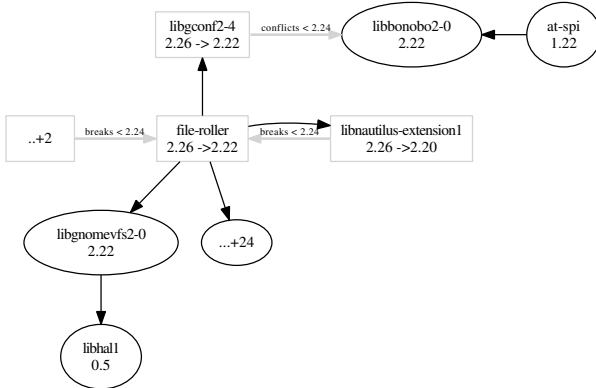 libgconf2-4
2.26 -> 2.22
conflicts < 2.24
libbonobo2-0
2.22
at-spi
1.22
..+2
breaks < 2.24
file-roller
2.26 ->2.22
breaks < 2.24
libnautilus-extension1
2.26 ->2.20
libgnomevfs2-0
2.22
...+24
libhal1
0.5